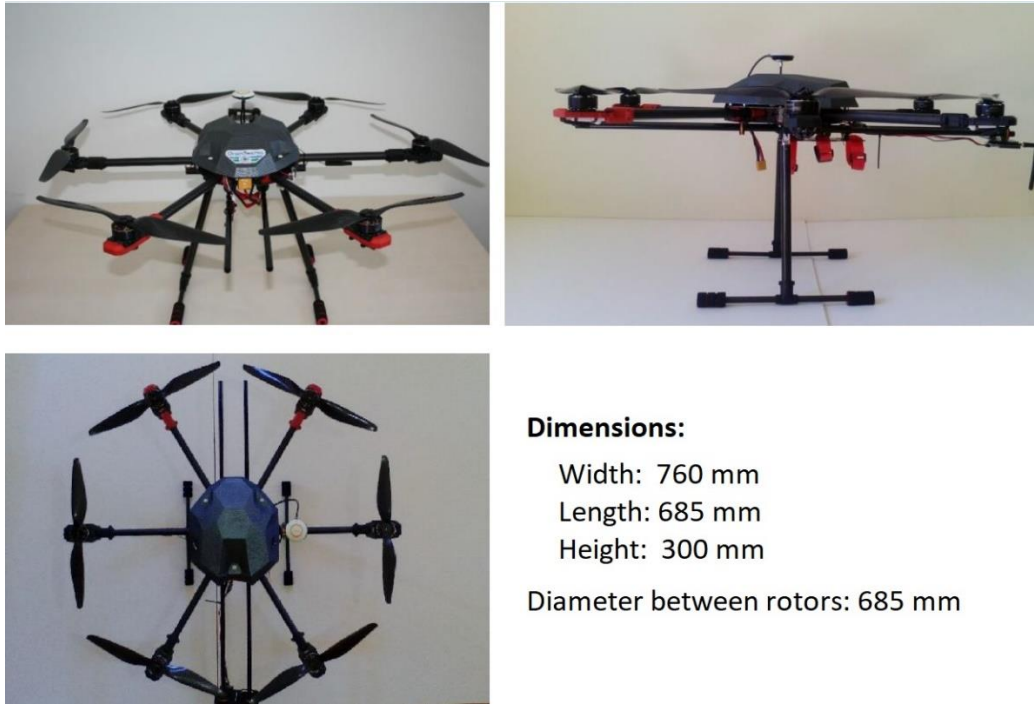 Dimensions:
Width: 760 mm
Length: 685 mm
Height: 300 mm
Diameter between rotors: 685 mm